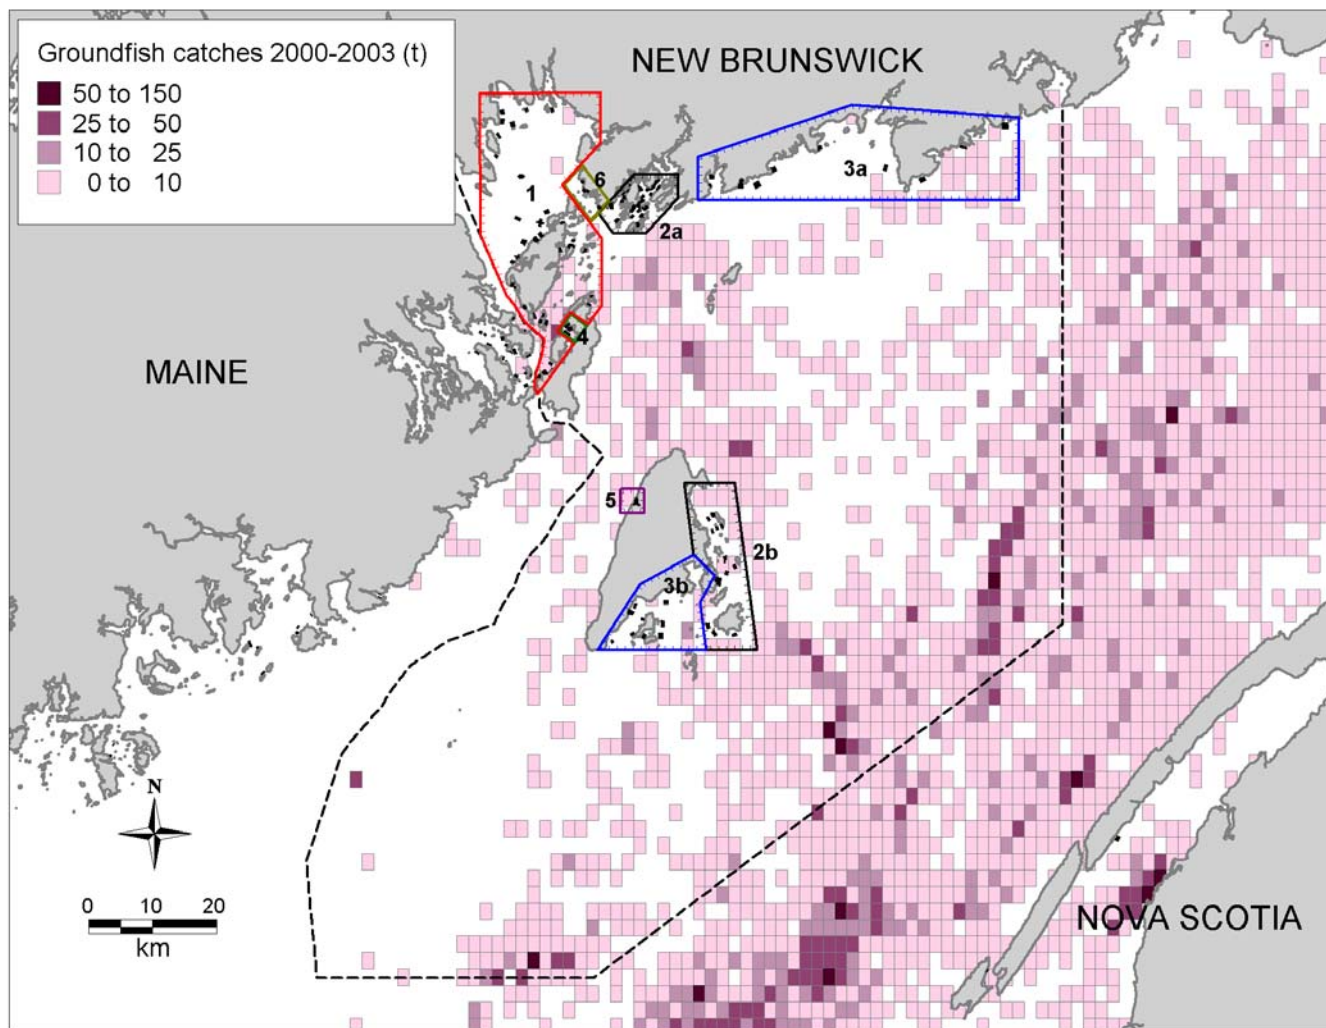 Groundfish catches 2000-2003 (t)
50 to 150
25 to 50
10 to 25
0 to 10
NEW BRUNSWICK
3a
6
1
2a
4
MAINE
5
2b
3b
N
0 10 20
km
NOVA SCOTIA